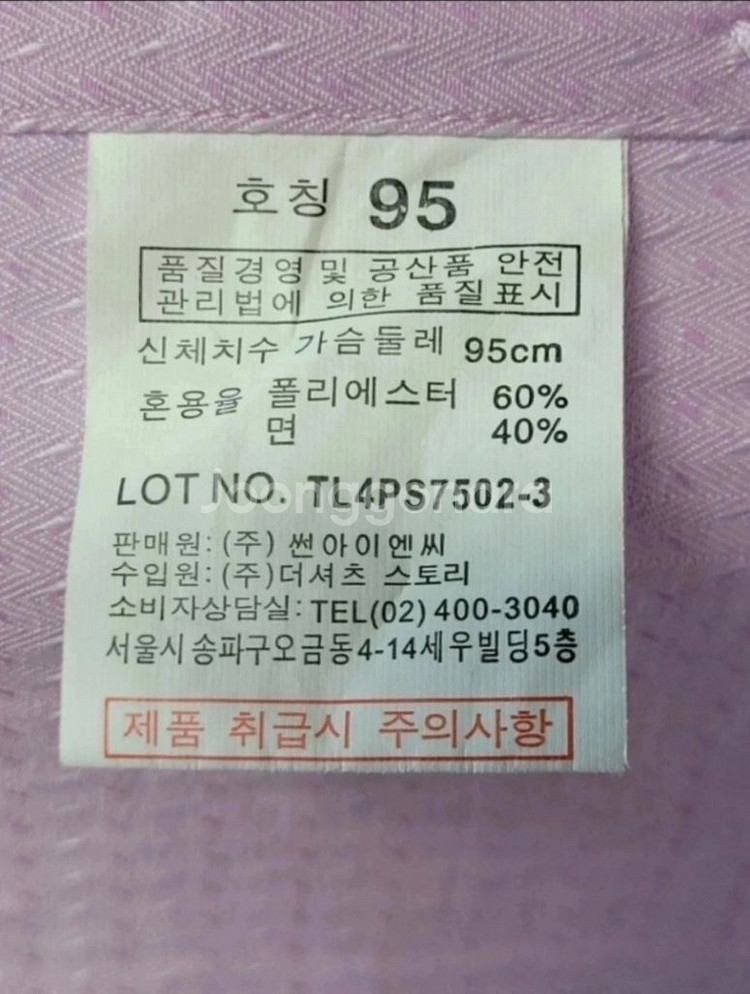 호칭 95
품질경영 및 공산품 안전
관리법에 의한 품질표시
신체치수 가슴둘레 95cm
혼용율 폴리에스터 60%
면 40%
LOT NO. TL4PS7502-3
joonggonara
판매원: (주) 썬아이엔씨
수입원: (주)더셔츠 스토리
소비자상담실: TEL(02) 400-3040
서울시 송파구오금동4-14세우빌딩5층
제품 취급시 주의사항